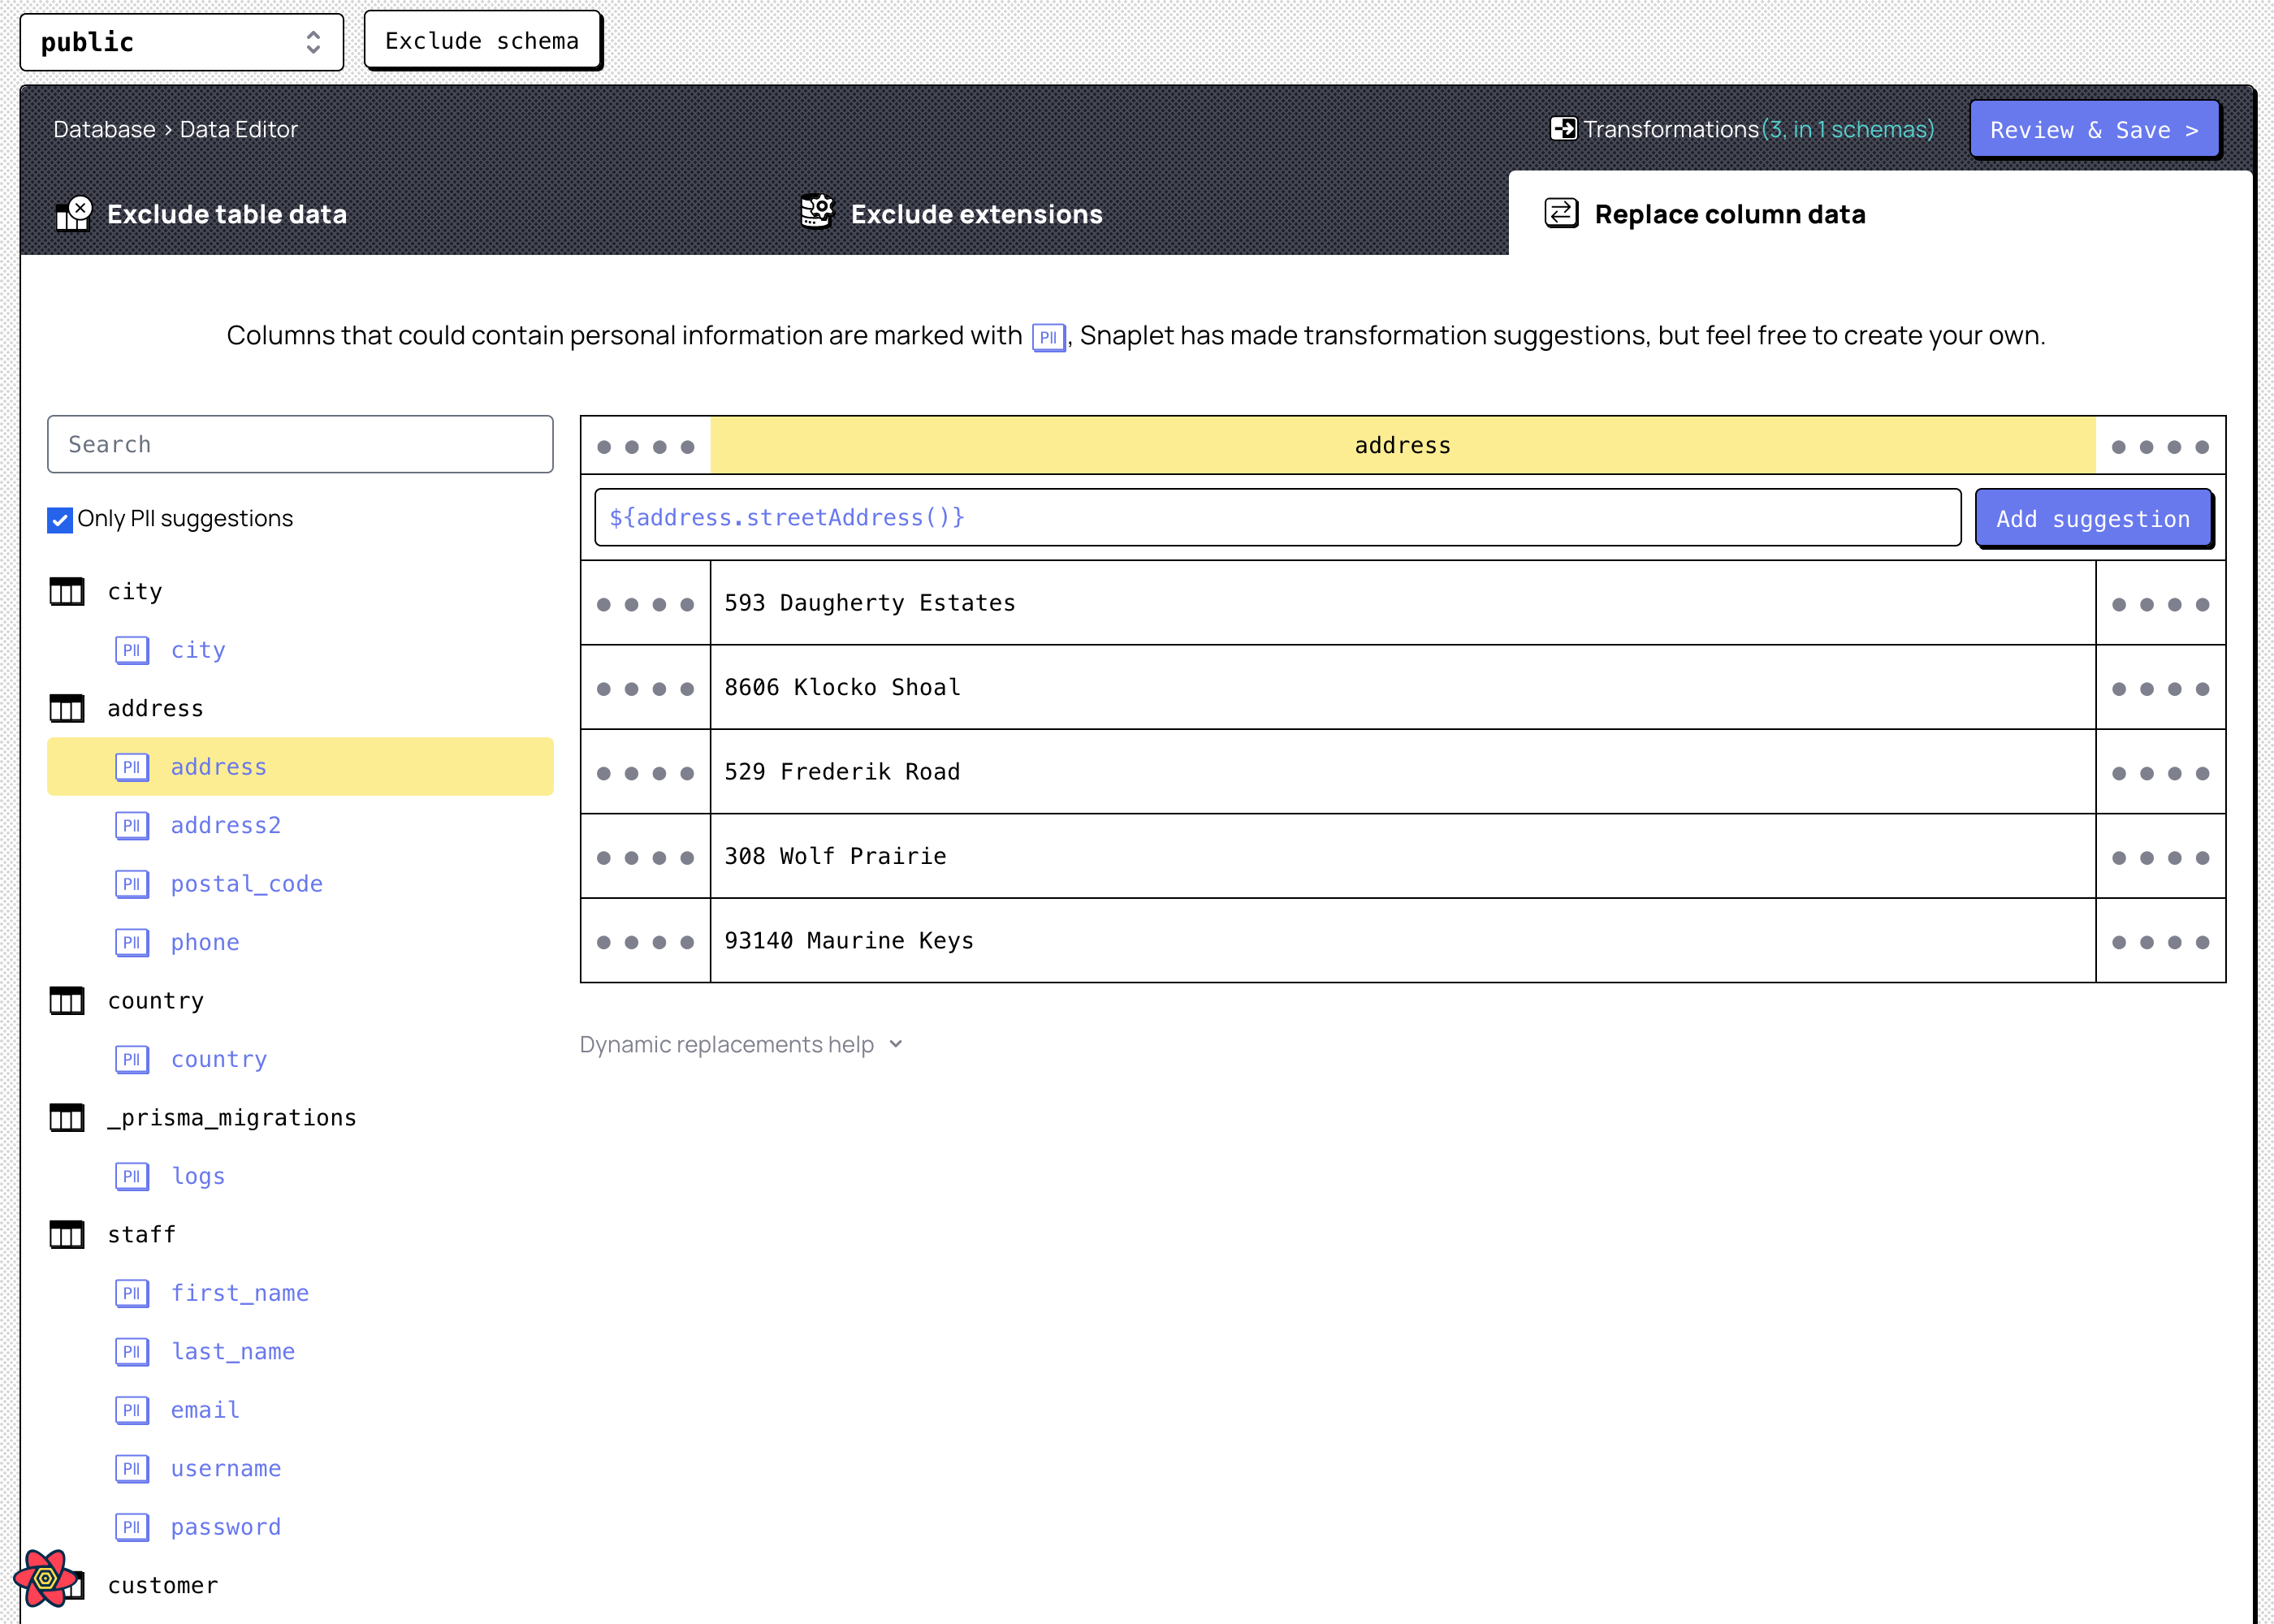 public
Exclude schema
Database > Data Editor
Transformations(3, in 1 schemas)
Review & Save >
Exclude table data
Exclude extensions
Replace column data
Columns that could contain personal information are marked with PII, Snaplet has made transformation suggestions, but feel free to create your own.
Search
Only PII suggestions
city
PII city
address
PII address
PII address2
PII postal_code
PII phone
country
PII country
_prisma_migrations
PII logs
staff
PII first_name
PII last_name
PII email
PII username
PII password
customer
address
${address.streetAddress()}
Add suggestion
593 Daugherty Estates
8606 Klocko Shoal
529 Frederik Road
308 Wolf Prairie
93140 Maurine Keys
Dynamic replacements help